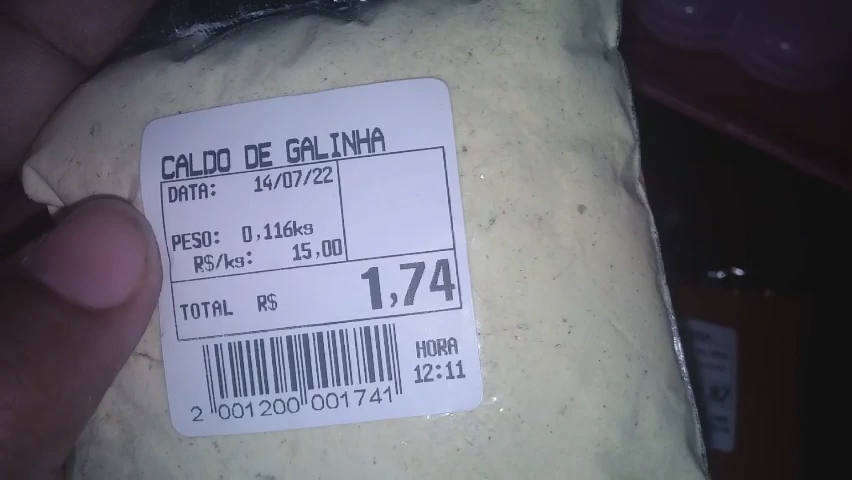 CALDO DE GALINHA
DATA: 14/07/22
PESO: 0,116kg
R$/kg: 15,00
TOTAL R$ 1,74
HORA
12:11
2 001200 001741